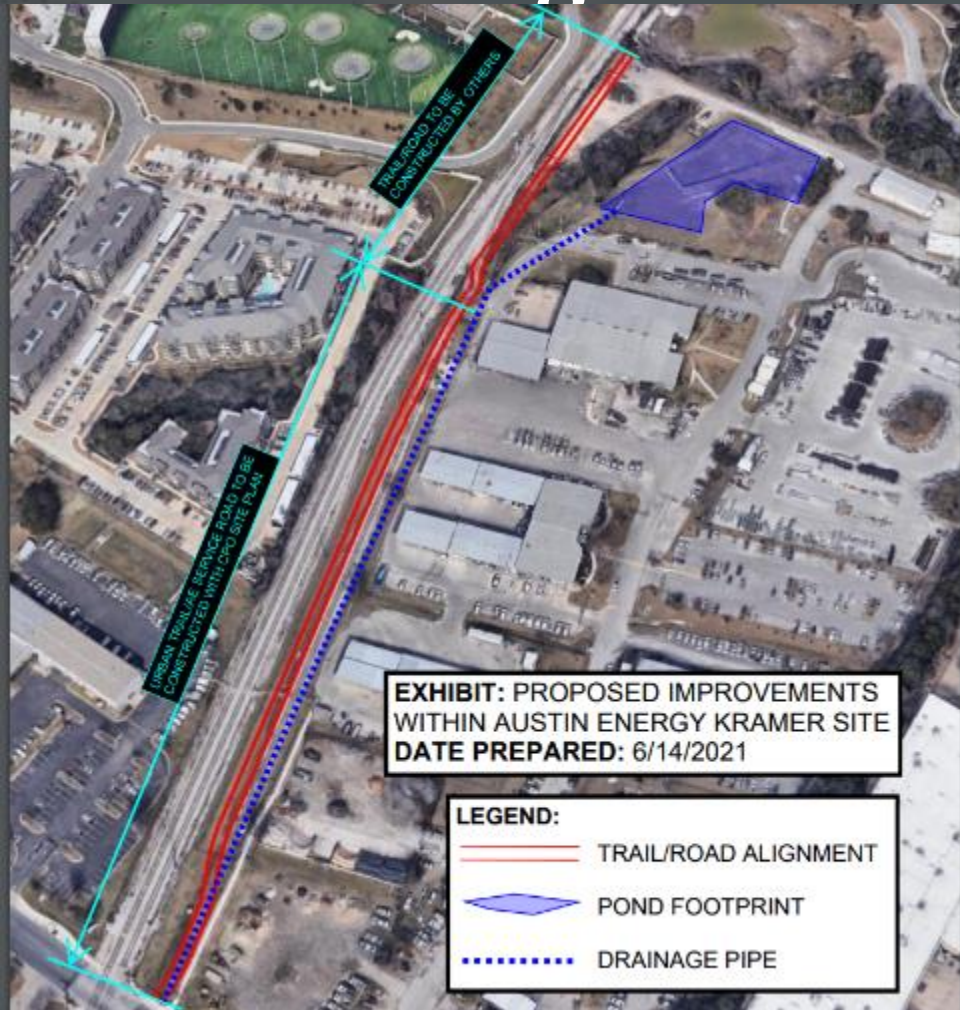 TRAIL/ROAD TO BE
CONSTRUCTED BY OTHERS
URBAN TRAIL/AE SERVICE ROAD TO BE
CONSTRUCTED WITH CPO SITE PLAN
EXHIBIT: PROPOSED IMPROVEMENTS
WITHIN AUSTIN ENERGY KRAMER SITE
DATE PREPARED: 6/14/2021
LEGEND:
TRAIL/ROAD ALIGNMENT
POND FOOTPRINT
DRAINAGE PIPE